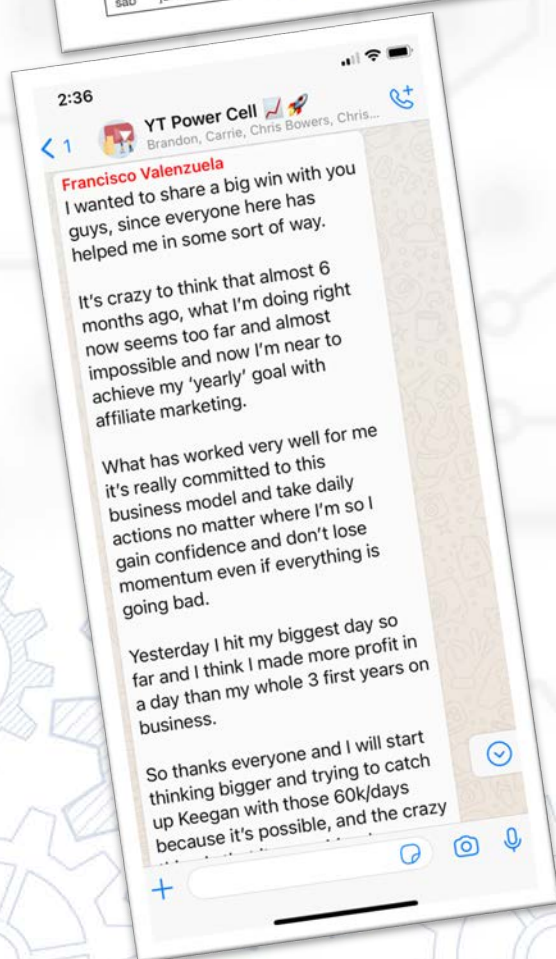 sáb
2:36
1
YT Power Cell 📈🚀
Brandon, Carrie, Chris Bowers, Chris...
Francisco Valenzuela
I wanted to share a big win with you
guys, since everyone here has
helped me in some sort of way.
It's crazy to think that almost 6
months ago, what I'm doing right
now seems too far and almost
impossible and now I'm near to
achieve my 'yearly' goal with
affiliate marketing.
What has worked very well for me
it's really committed to this
business model and take daily
actions no matter where I'm so I
gain confidence and don't lose
momentum even if everything is
going bad.
Yesterday I hit my biggest day so
far and I think I made more profit in
a day than my whole 3 first years on
business.
So thanks everyone and I will start
thinking bigger and trying to catch
up Keegan with those 60k/days
because it's possible, and the crazy